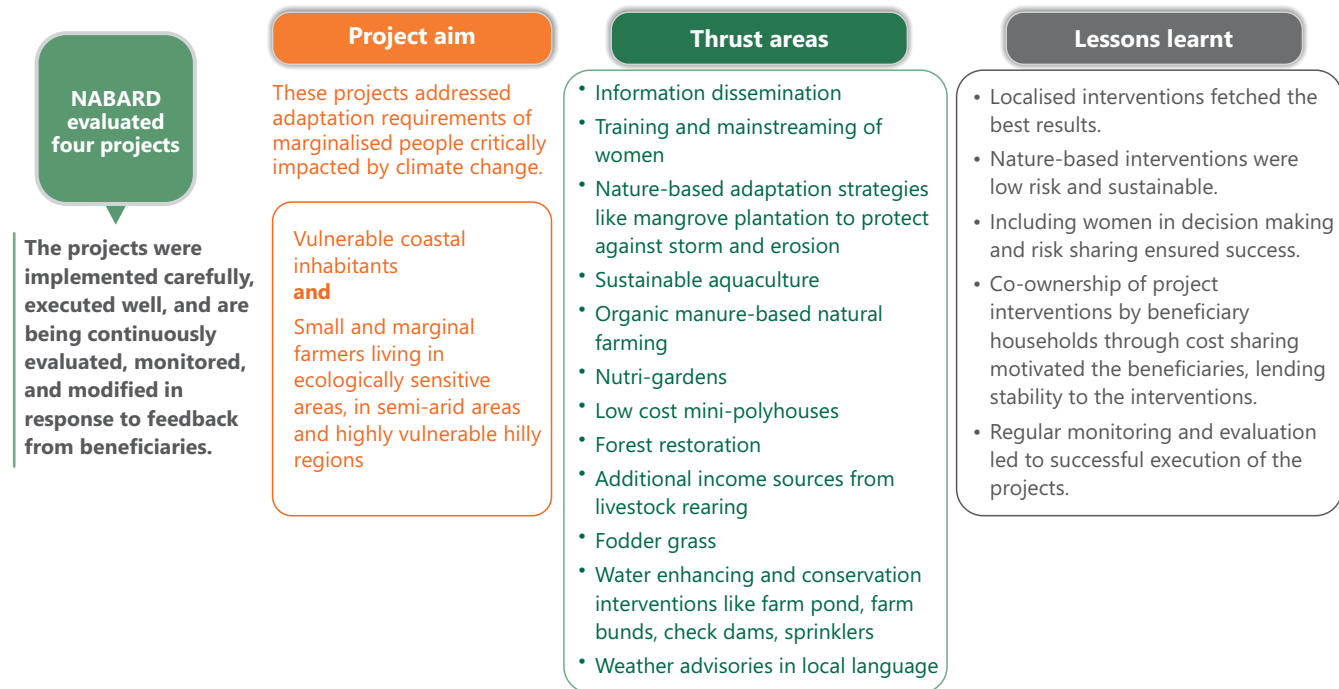 NABARD
evaluated
four projects
The projects were
implemented carefully,
executed well, and are
being continuously
evaluated, monitored,
and modified in
response to feedback
from beneficiaries.
Project aim
These projects addressed
adaptation requirements of
marginalised people critically
impacted by climate change.
Vulnerable coastal
inhabitants
and
Small and marginal
farmers living in
ecologically sensitive
areas, in semi-arid areas
and highly vulnerable hilly
regions
Thrust areas
• Information dissemination
• Training and mainstreaming of
women
• Nature-based adaptation strategies
like mangrove plantation to protect
against storm and erosion
• Sustainable aquaculture
• Organic manure-based natural
farming
• Nutri-gardens
• Low cost mini-polyhouses
• Forest restoration
• Additional income sources from
livestock rearing
• Fodder grass
• Water enhancing and conservation
interventions like farm pond, farm
bunds, check dams, sprinklers
• Weather advisories in local language
Lessons learnt
• Localised interventions fetched the
best results.
• Nature-based interventions were
low risk and sustainable.
• Including women in decision making
and risk sharing ensured success.
• Co-ownership of project
interventions by beneficiary
households through cost sharing
motivated the beneficiaries, lending
stability to the interventions.
• Regular monitoring and evaluation
led to successful execution of the
projects.